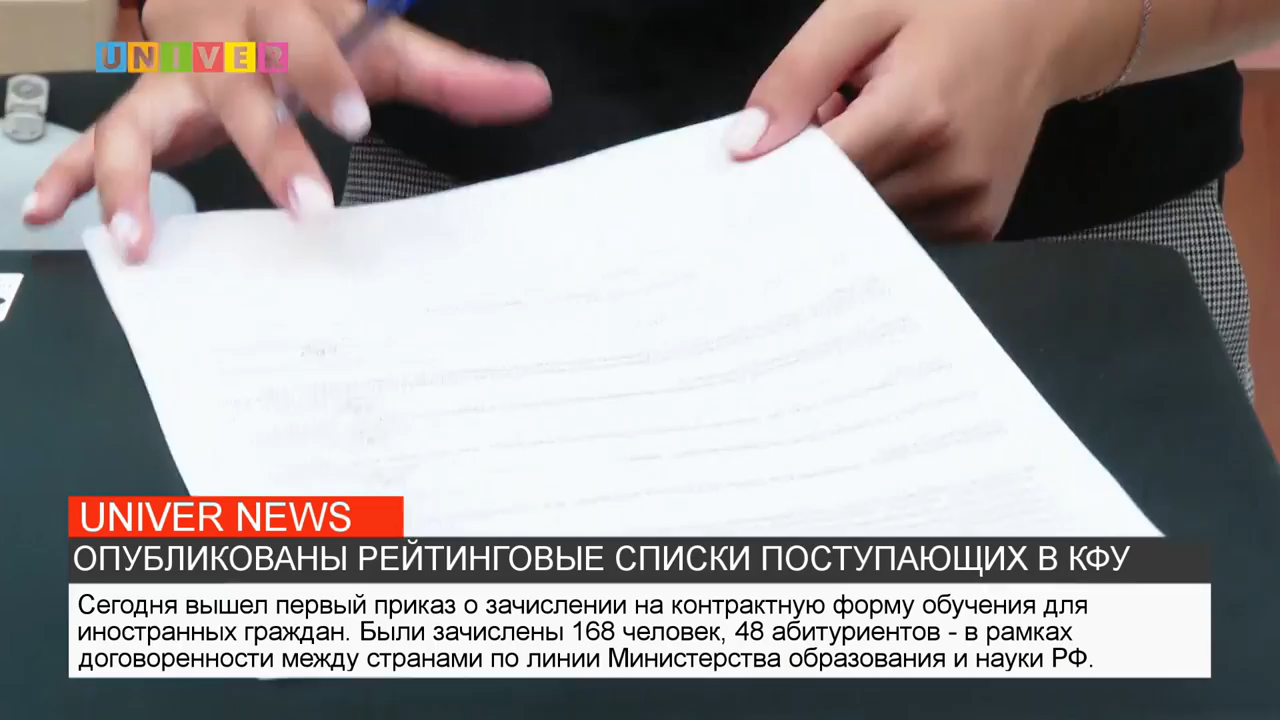 UNIVER
UNIVER NEWS
ОПУБЛИКОВАНЫ РЕЙТИНГОВЫЕ СПИСКИ ПОСТУПАЮЩИХ В КФУ
Сегодня вышел первый приказ о зачислении на контрактную форму обучения для
иностранных граждан. Были зачислены 168 человек, 48 абитуриентов - в рамках
договоренности между странами по линии Министерства образования и науки РФ.